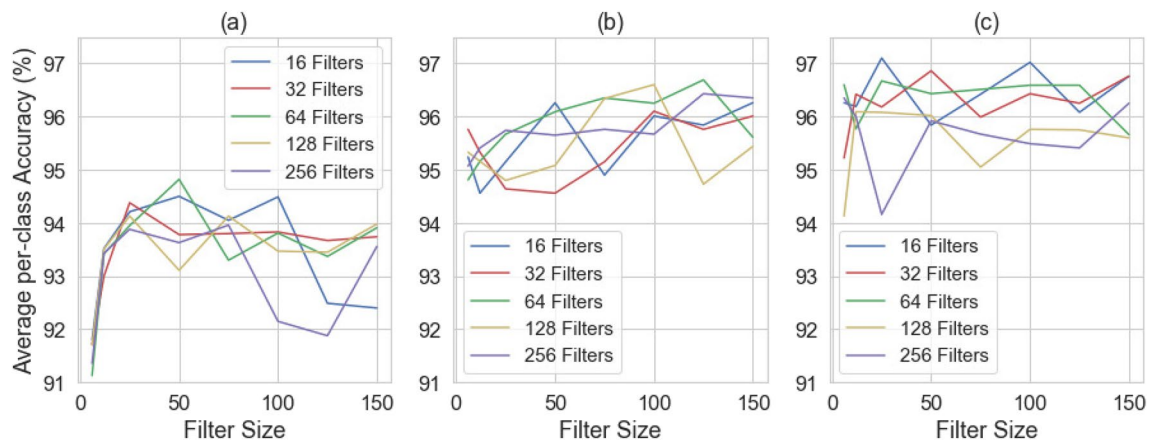 (a)
(b)
(c)
Average per-class Accuracy (%)
97
96
95
94
93
92
91
16 Filters
32 Filters
64 Filters
128 Filters
256 Filters
0
50
100
150
Filter Size
97
96
95
94
93
92
91
16 Filters
32 Filters
64 Filters
128 Filters
256 Filters
0
50
100
150
Filter Size
97
96
95
94
93
92
91
16 Filters
32 Filters
64 Filters
128 Filters
256 Filters
0
50
100
150
Filter Size